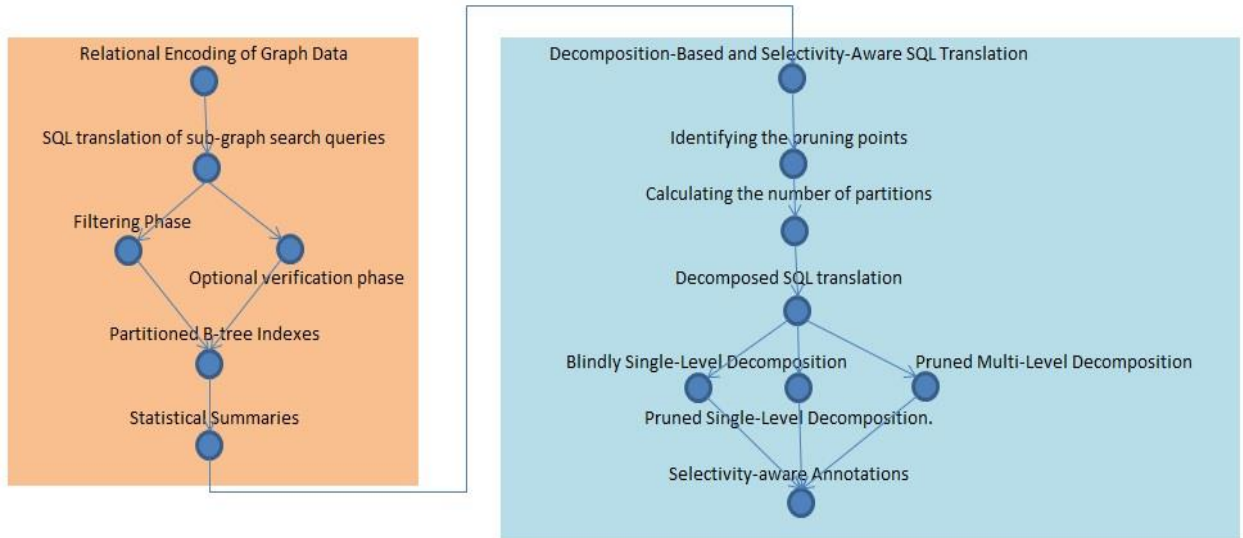 Relational Encoding of Graph Data
SQL translation of sub-graph search queries
Filtering Phase
Optional verification phase
Partitioned B-tree Indexes
Statistical Summaries
Decomposition-Based and Selectivity-Aware SQL Translation
Identifying the pruning points
Calculating the number of partitions
Decomposed SQL translation
Blindly Single-Level Decomposition
Pruned Multi-Level Decomposition
Pruned Single-Level Decomposition.
Selectivity-aware Annotations